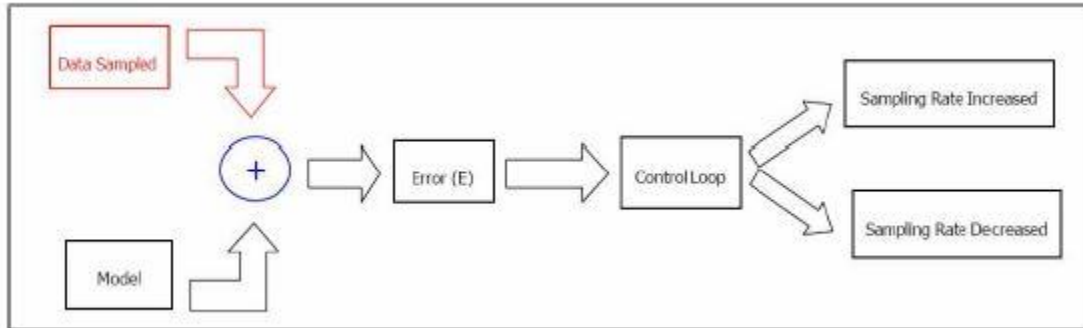 Data Sampled
Sampling Rate Increased
+
Error (E)
Control Loop
Sampling Rate Decreased
Model